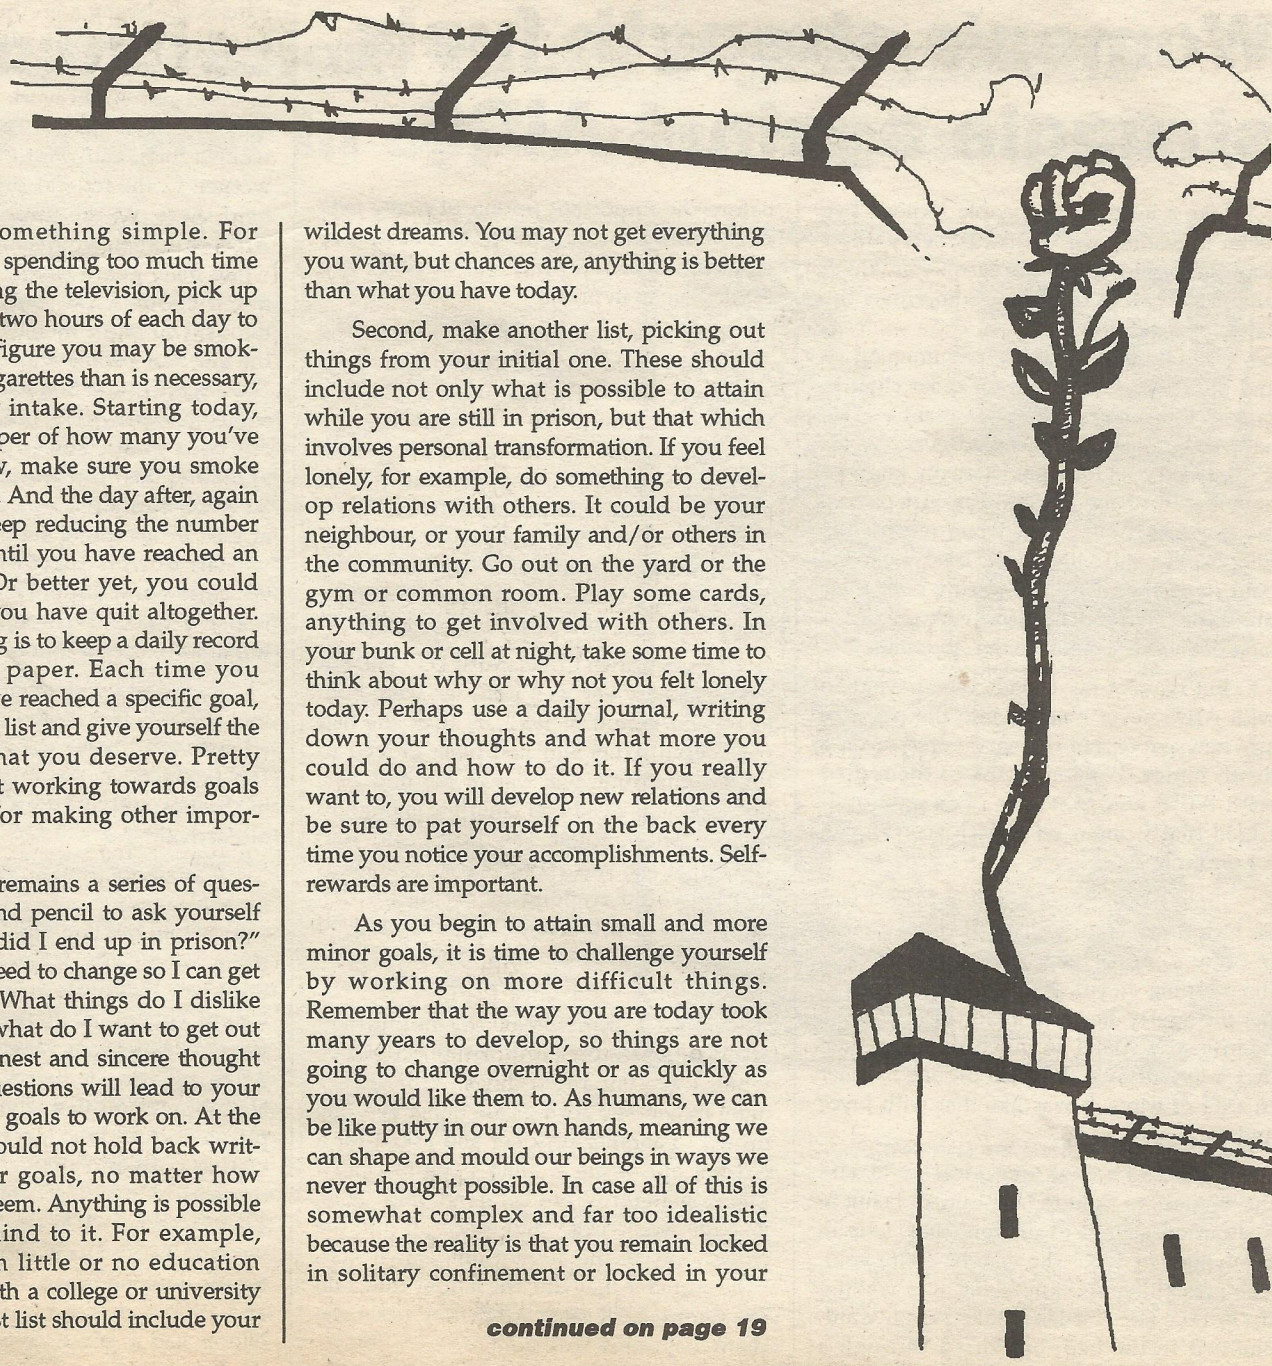 omething simple. For
spending too much time
ng the television, pick up
two hours of each day to
figure you may be smok-
garettes than is necessary,
intake. Starting today,
per of how many you've
, make sure you smoke
And the day after, again
eep reducing the number
ntil you have reached an
Or better yet, you could
you have quit altogether.
g is to keep a daily record
paper. Each time you
e reached a specific goal,
list and give yourself the
hat you deserve. Pretty
t working towards goals
for making other impor-
remains a series of ques-
nd pencil to ask yourself
did I end up in prison?"
eed to change so I can get
What things do I dislike
what do I want to get out
nest and sincere thought
uestions will lead to your
goals to work on. At the
ould not hold back writ-
r goals, no matter how
eem. Anything is possible
ind to it. For example,
n little or no education
th a college or university
st list should include your
wildest dreams. You may not get everything
you want, but chances are, anything is better
than what you have today.
Second, make another list, picking out
things from your initial one. These should
include not only what is possible to attain
while you are still in prison, but that which
involves personal transformation. If you feel
lonely, for example, do something to devel-
op relations with others. It could be your
neighbour, or your family and/or others in
the community. Go out on the yard or the
gym or common room. Play some cards,
anything to get involved with others. In
your bunk or cell at night, take some time to
think about why or why not you felt lonely
today. Perhaps use a daily journal, writing
down your thoughts and what more you
could do and how to do it. If you really
want to, you will develop new relations and
be sure to pat yourself on the back every
time you notice your accomplishments. Self-
rewards are important.
As you begin to attain small and more
minor goals, it is time to challenge yourself
by working on more difficult things.
Remember that the way you are today took
many years to develop, so things are not
going to change overnight or as quickly as
you would like them to. As humans, we can
be like putty in our own hands, meaning we
can shape and mould our beings in ways we
never thought possible. In case all of this is
somewhat complex and far too idealistic
because the reality is that you remain locked
in solitary confinement or locked in your
continued on page 19